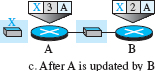 X 3 A
X 2 A
X
A
B
c. After A is updated by B